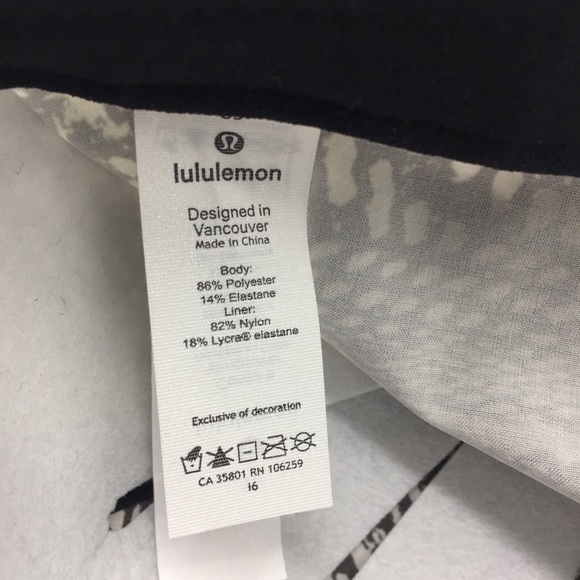 lululemon
Designed in
Vancouver
Made in China
Body:
86% Polyester
14% Elastane
Liner:
82% Nylon
18% Lycra® elastane
Exclusive of decoration
CA 35801 RN 106259
I6